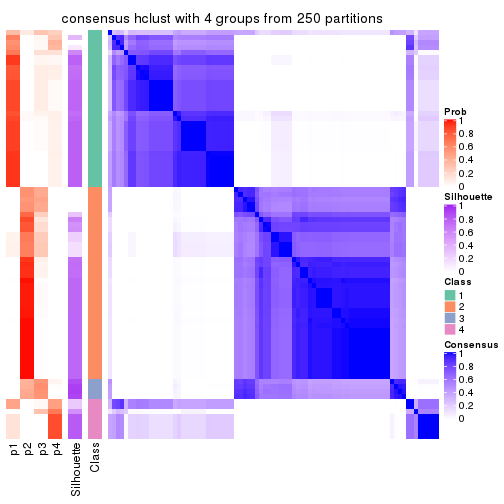 consensus hclust with 4 groups from 250 partitions
Prob
1
0.8
0.6
0.4
0.2
0
Silhouette
1
0.8
0.6
0.4
0.2
0
Class
1
2
3
4
Consensus
1
0.8
0.6
0.4
0.2
0
p1
p2
p3
p4
Silhouette
Class